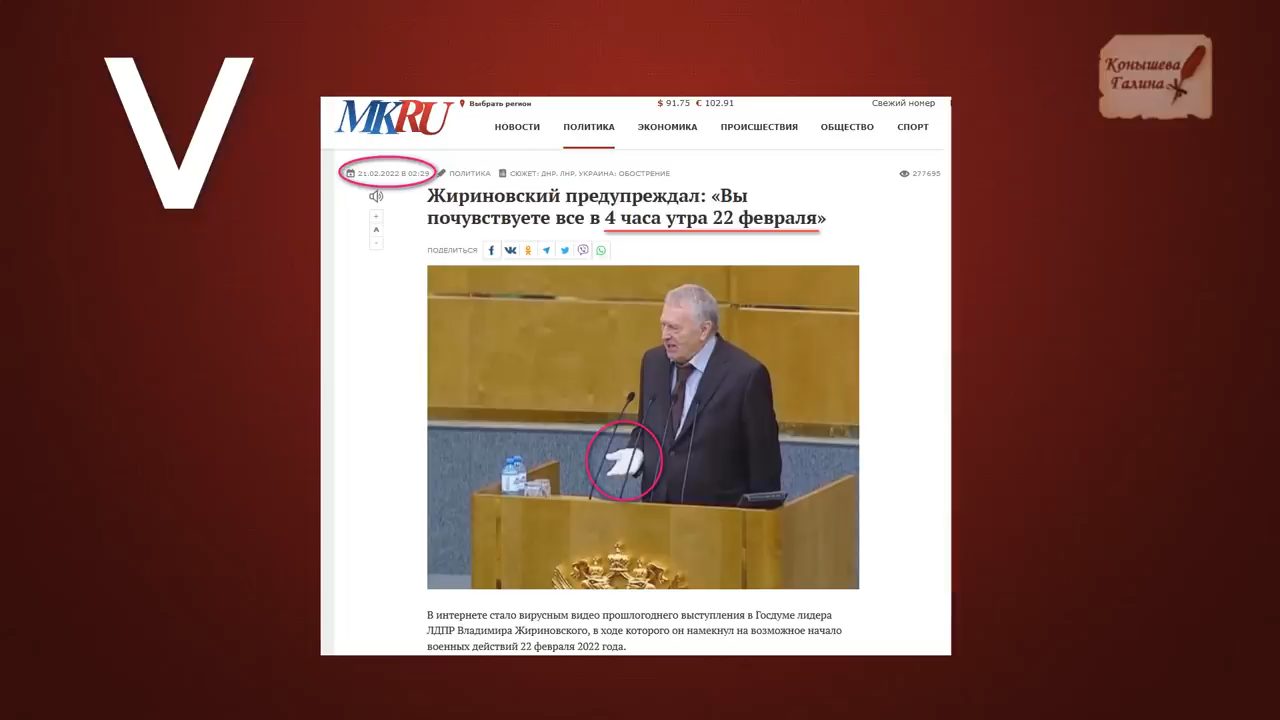 V
Конышева
Галина
MKRU
Выбрать регион
$ 91.75 € 102.91
Свежий номер
НОВОСТИ ПОЛИТИКА ЭКОНОМИКА ПРОИСШЕСТВИЯ ОБЩЕСТВО СПОРТ
21.02.2022 В 02:29 ПОЛИТИКА СЮЖЕТ: ДНР, ЛНР, УКРАИНА: ОБОСТРЕНИЕ 277695
Жириновский предупреждал: «Вы
почувствуете все в 4 часа утра 22 февраля»
+
А
-
ПОДЕЛИТЬСЯ
В интернете стало вирусным видео прошлогоднего выступления в Госдуме лидера
ЛДПР Владимира Жириновского, в ходе которого он намекнул на возможное начало
военных действий 22 февраля 2022 года.